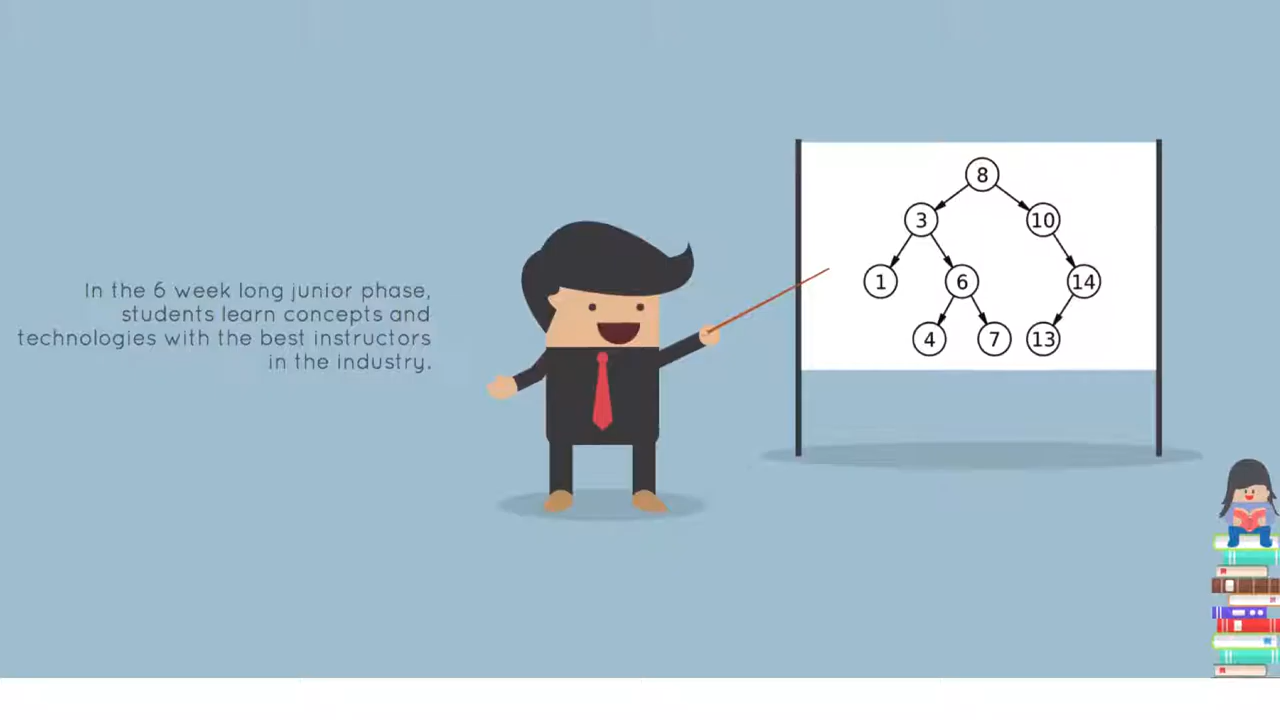 In the 6 week long junior phase,
students learn concepts and
technologies with the best instructors
in the industry.
8
3 10
1 6 14
4 7 13